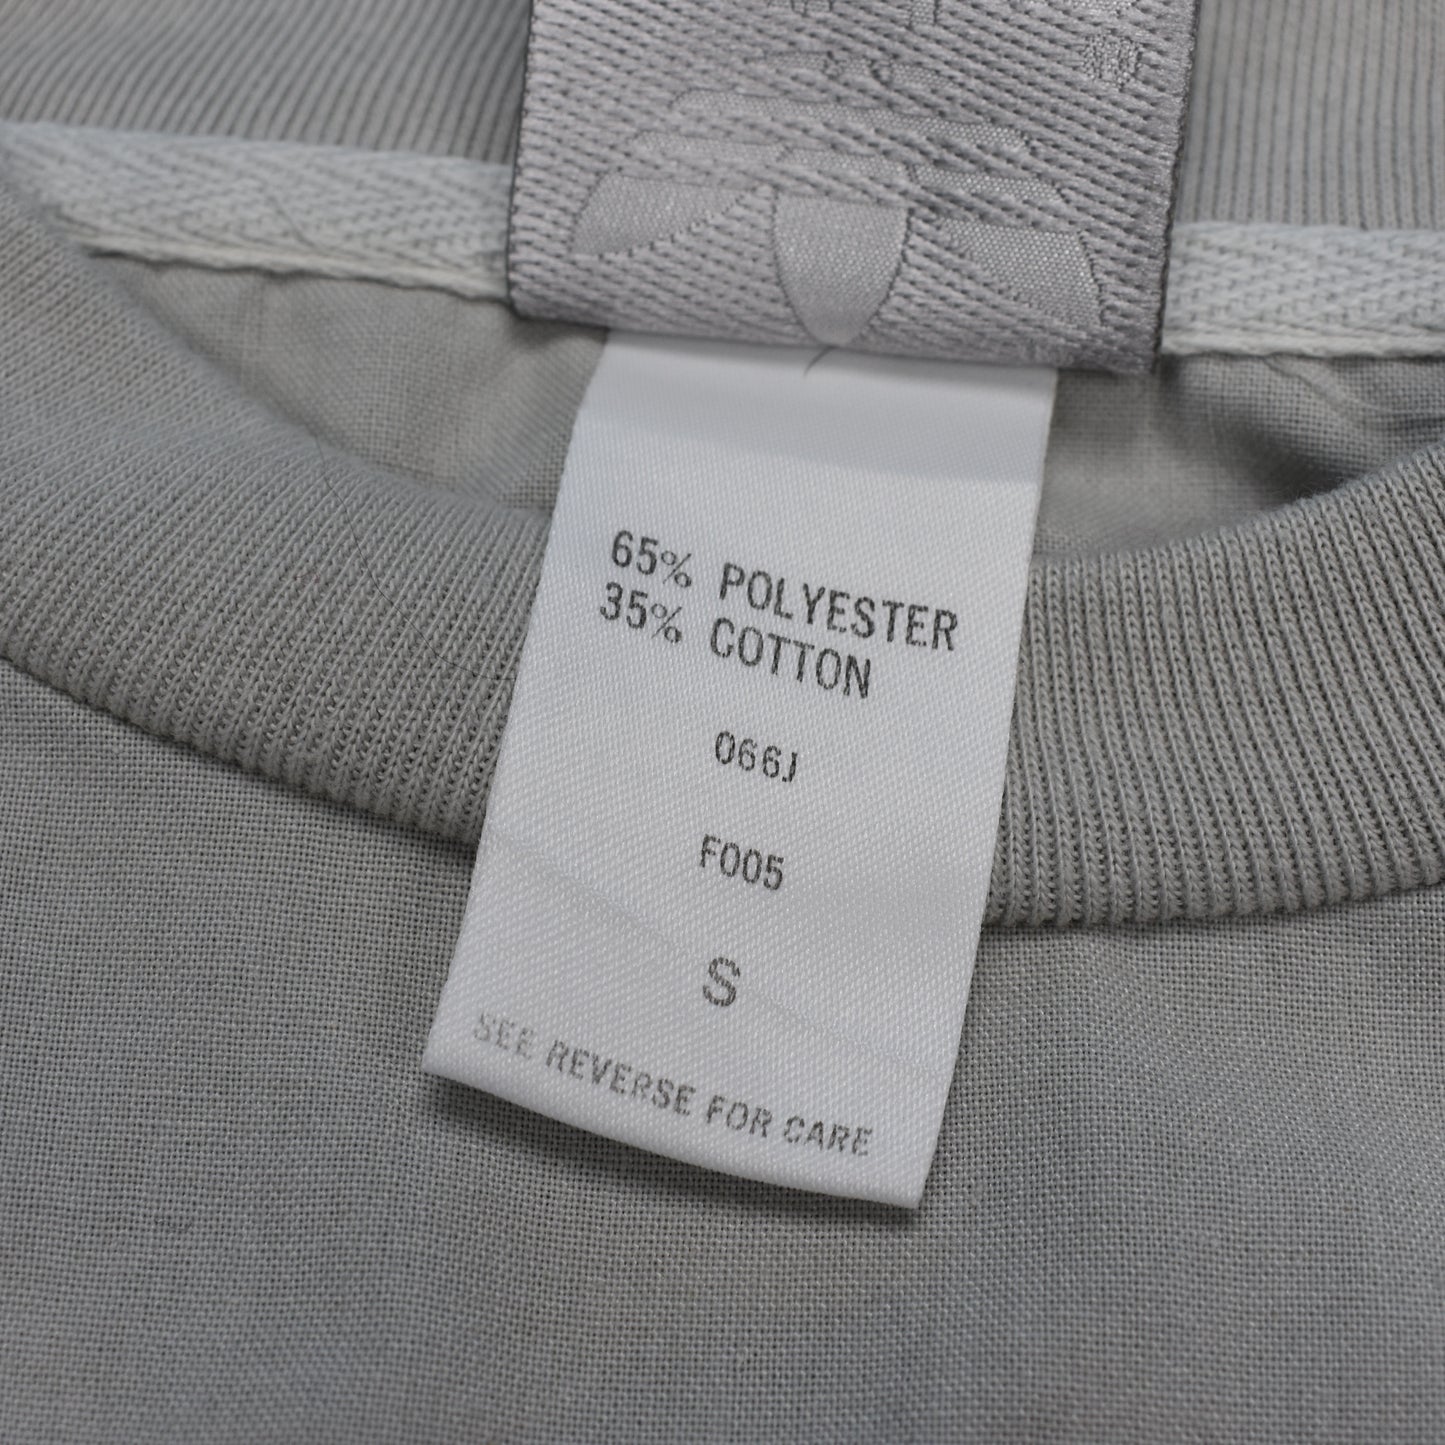 65% POLYESTER
35% COTTON
066J
F005
S
SEE REVERSE FOR CARE